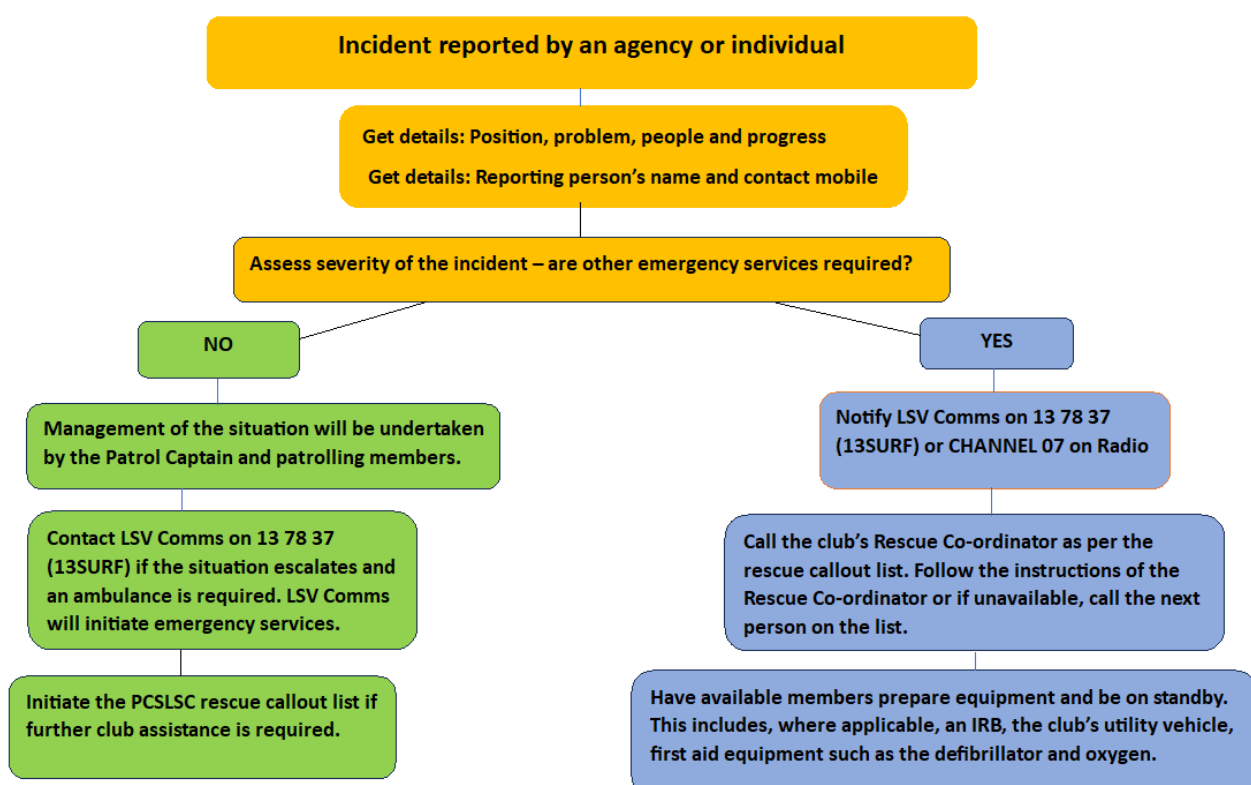 Incident reported by an agency or individual
Get details: Position, problem, people and progress
Get details: Reporting person's name and contact mobile
Assess severity of the incident – are other emergency services required?
NO
Management of the situation will be undertaken
by the Patrol Captain and patrolling members.
Contact LSV Comms on 13 78 37
(13SURF) if the situation escalates and
an ambulance is required. LSV Comms
will initiate emergency services.
Initiate the PCSLSC rescue callout list if
further club assistance is required.
YES
Notify LSV Comms on 13 78 37
(13SURF) or CHANNEL 07 on Radio
Call the club's Rescue Co-ordinator as per the
rescue callout list. Follow the instructions of the
Rescue Co-ordinator or if unavailable, call the next
person on the list.
Have available members prepare equipment and be on standby.
This includes, where applicable, an IRB, the club's utility vehicle,
first aid equipment such as the defibrillator and oxygen.